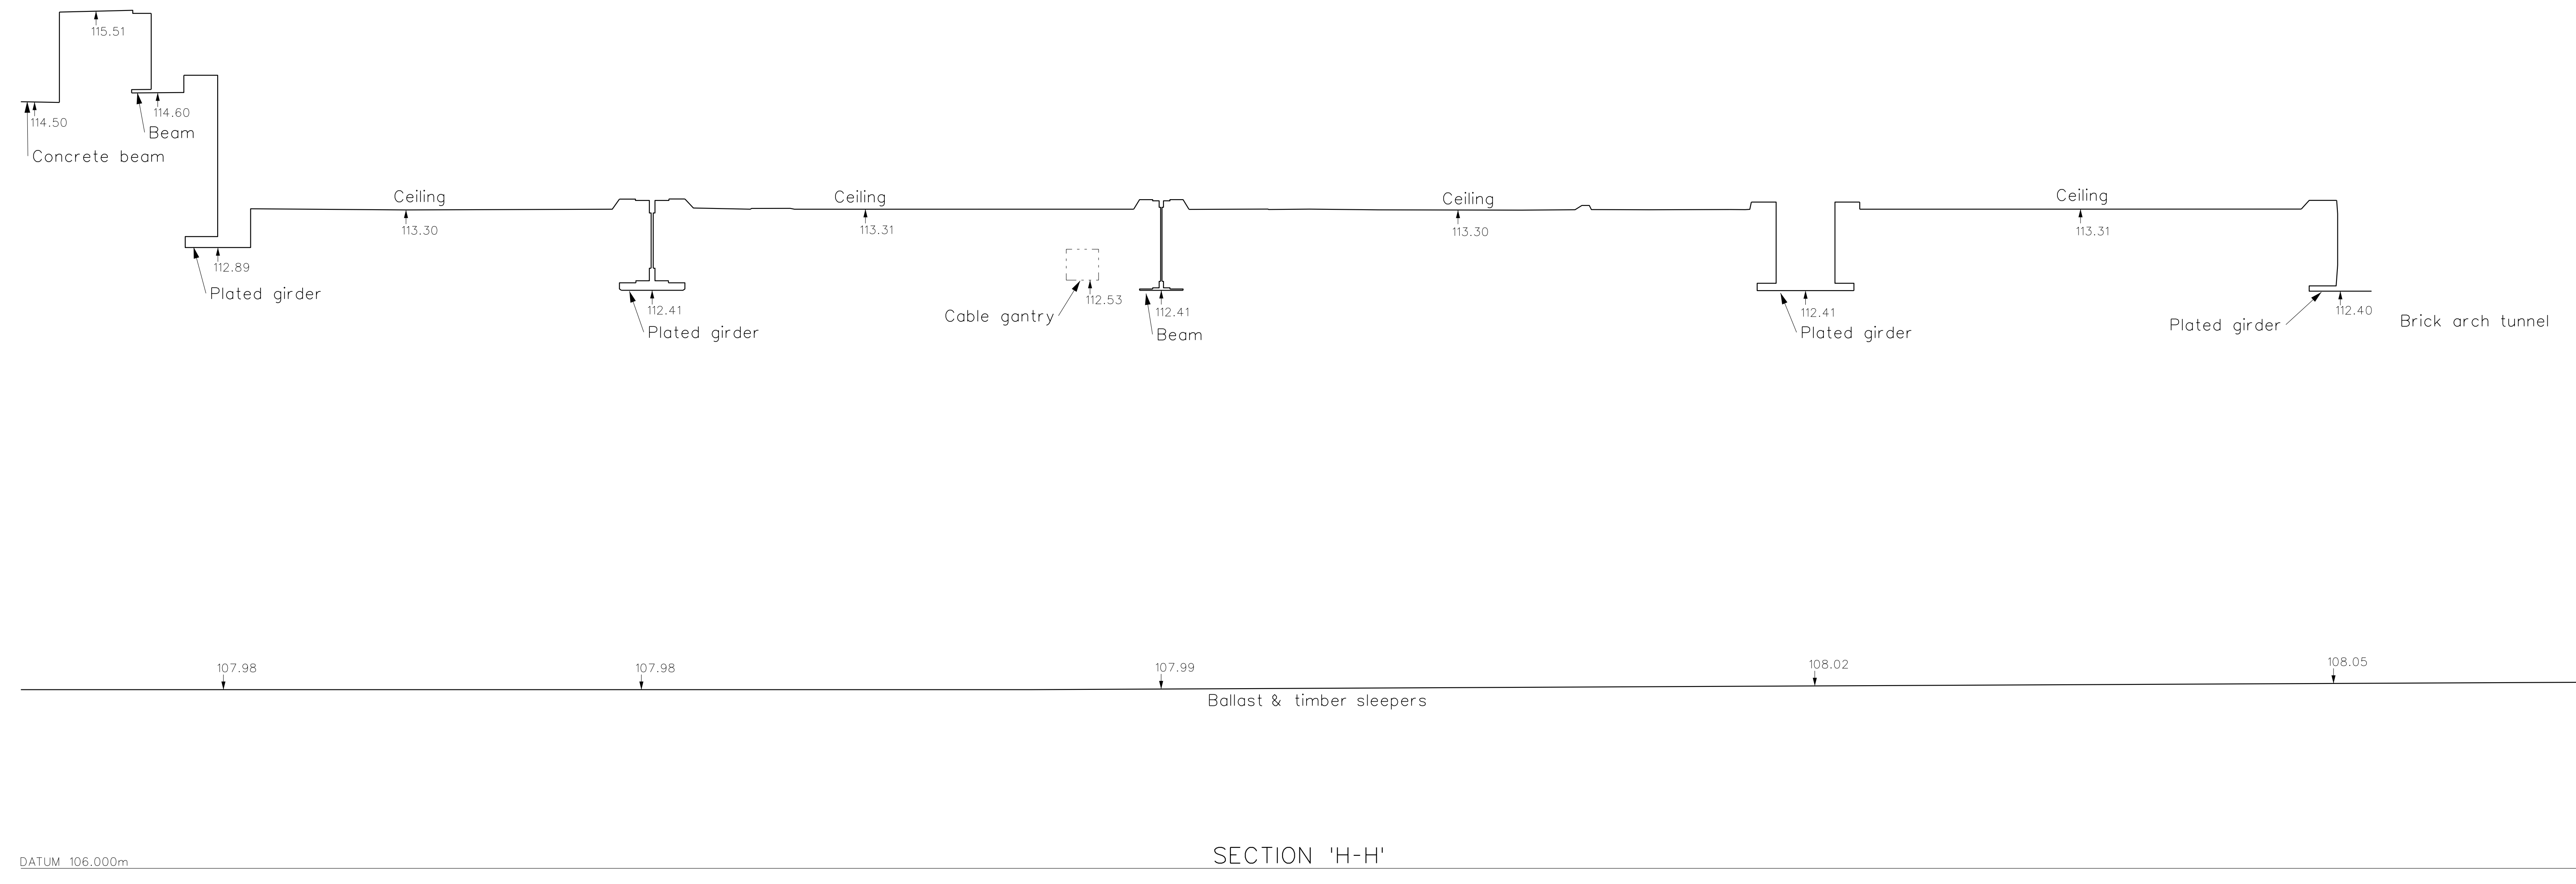 115.51
114.50
114.60
Beam
Concrete beam
Ceiling
Ceiling
Ceiling
Ceiling
113.30
113.31
113.30
113.31
112.89
Plated girder
112.41
Plated girder
Cable gantry
112.53
112.41
Beam
112.41
Plated girder
Plated girder
112.40
Brick arch tunnel
107.98
107.98
107.99
108.02
108.05
Ballast & timber sleepers
SECTION 'H-H'
DATUM 106.000m